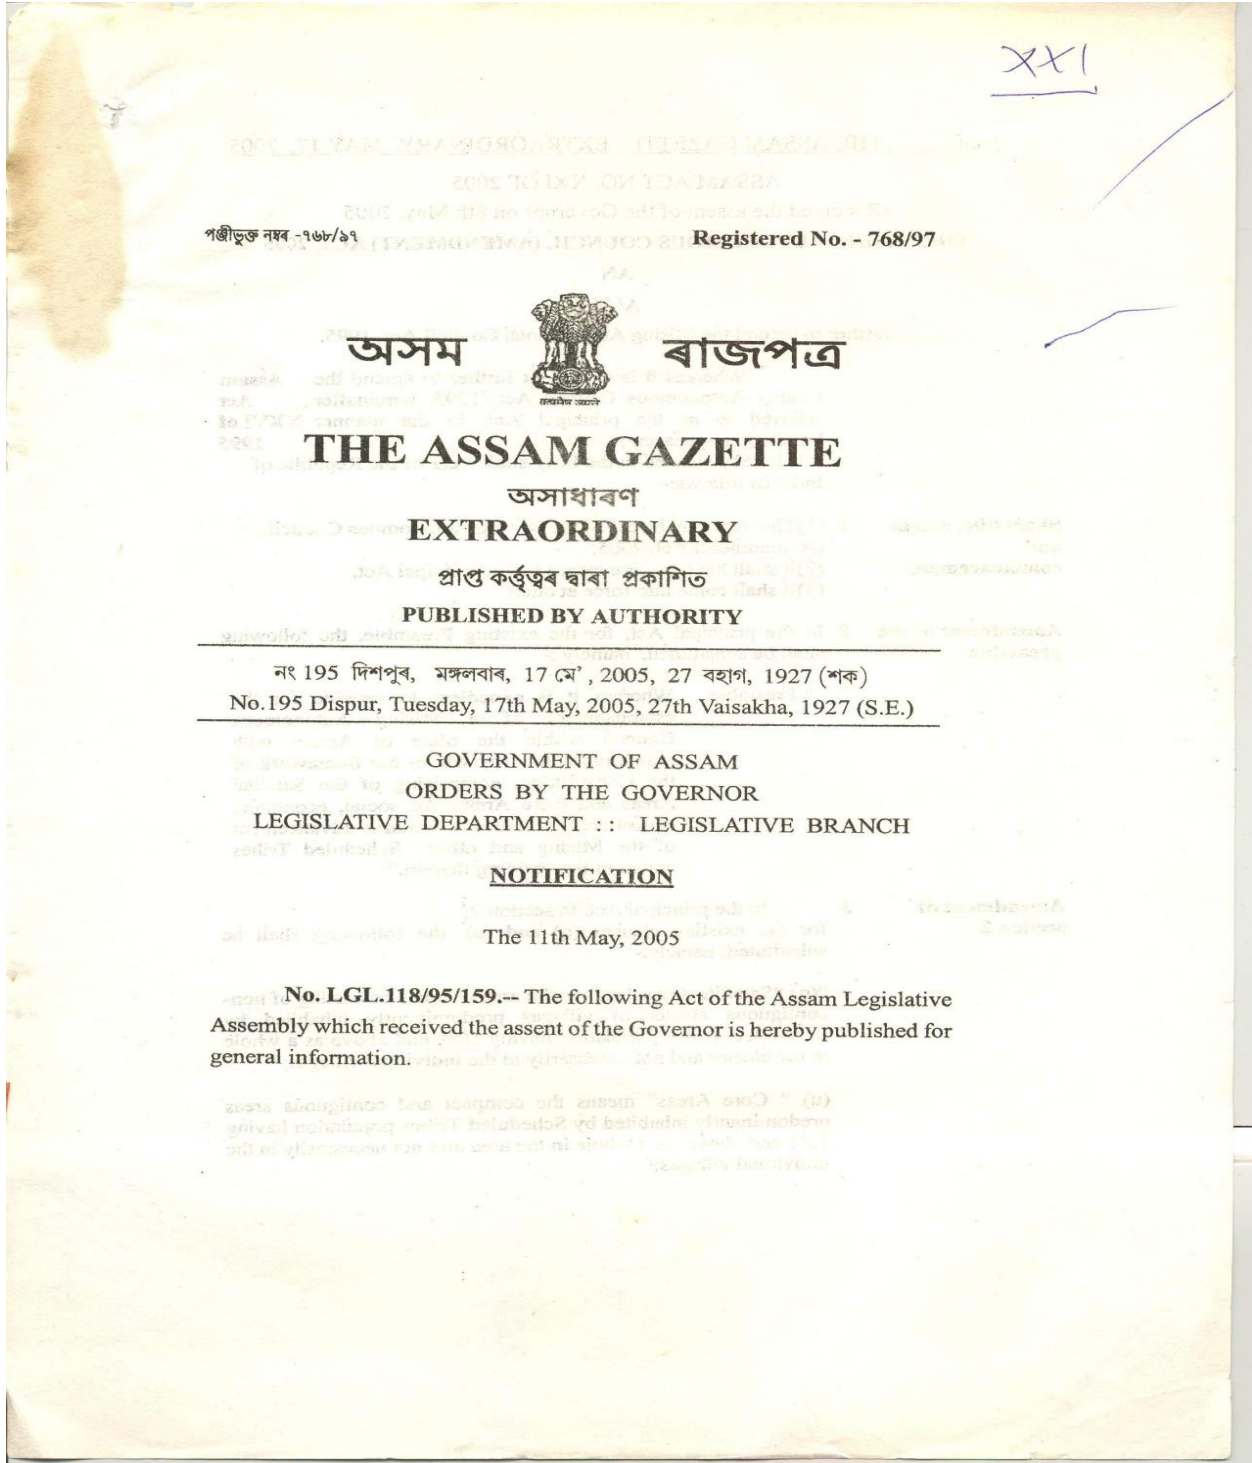 XXI
পঞ্জীভুক্ত নম্বৰ -৭৬৮/৯৭ Registered No. - 768/97
অসম ৰাজপত্ৰ
सत्यमेव जयते
THE ASSAM GAZETTE
অসাধাৰণ
EXTRAORDINARY
প্ৰাপ্ত কৰ্ত্তৃত্বৰ দ্বাৰা প্ৰকাশিত
PUBLISHED BY AUTHORITY
নং 195 দিশপুৰ, মঙ্গলবাৰ, 17 মে', 2005, 27 বহাগ, 1927 (শক)
No.195 Dispur, Tuesday, 17th May, 2005, 27th Vaisakha, 1927 (S.E.)
GOVERNMENT OF ASSAM
ORDERS BY THE GOVERNOR
LEGISLATIVE DEPARTMENT : : LEGISLATIVE BRANCH
NOTIFICATION
The 11th May, 2005
No. LGL.118/95/159.-- The following Act of the Assam Legislative
Assembly which received the assent of the Governor is hereby published for
general information.